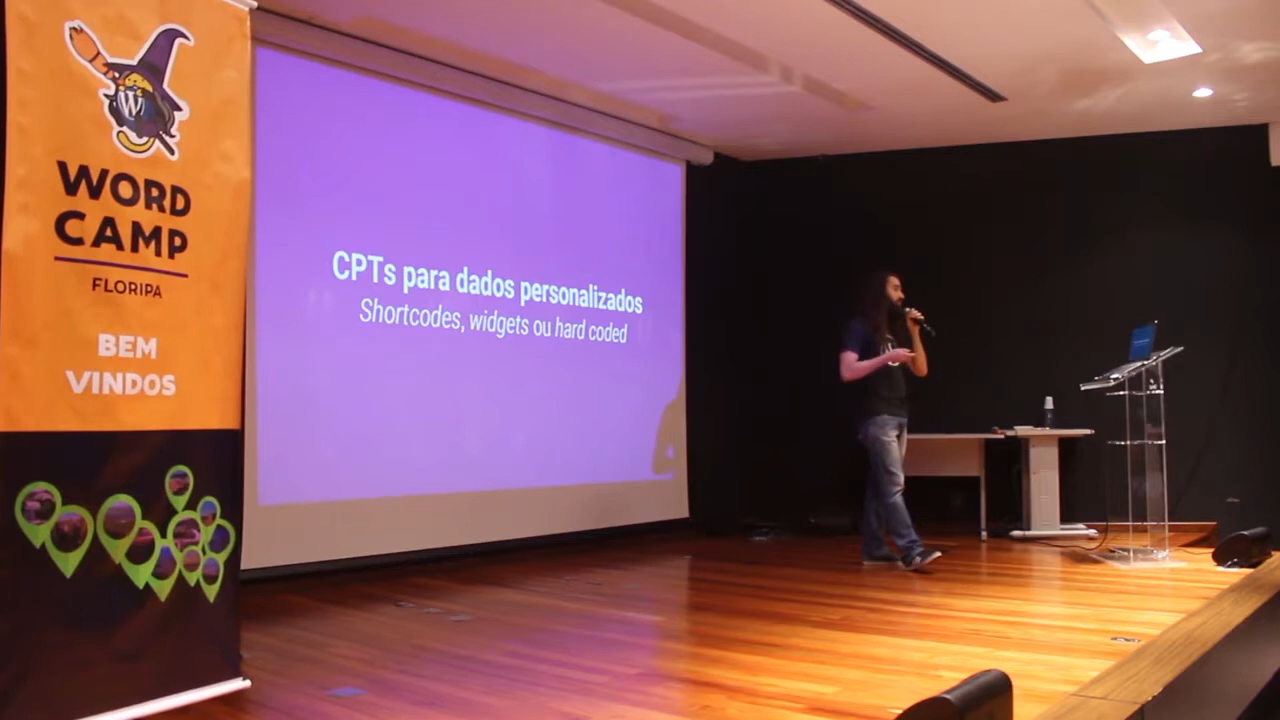 WORD
CAMP
FLORIPA
BEM
VINDOS
CPTs para dados personalizados
Shortcodes, widgets ou hard coded